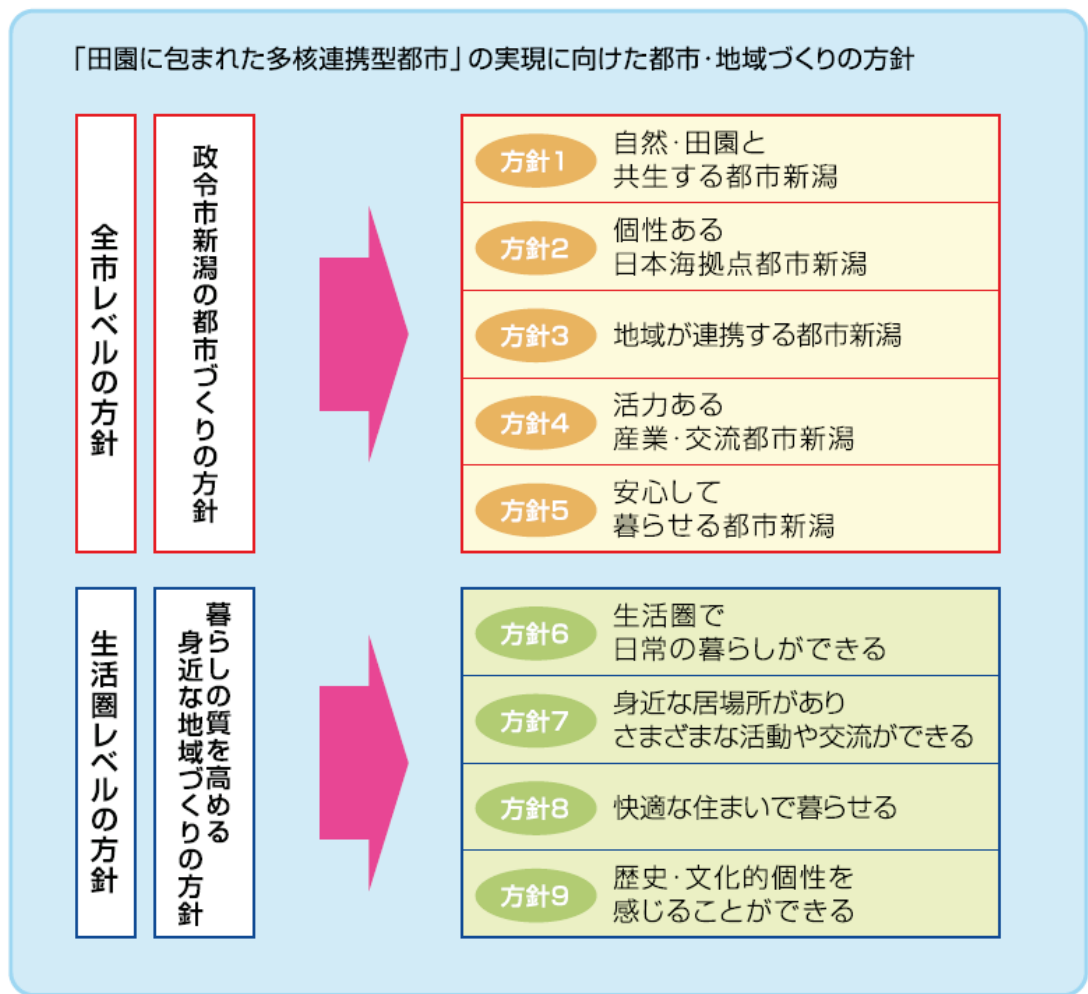 「田園に包まれた多核連携型都市」の実現に向けた都市・地域づくりの方針
全市レベルの方針
政令市新潟の都市づくりの方針
方針1
自然・田園と
共生する都市新潟
方針2
個性ある
日本海拠点都市新潟
方針3
地域が連携する都市新潟
方針4
活力ある
産業・交流都市新潟
方針5
安心して
暮らせる都市新潟
生活圏レベルの方針
暮らしの質を高める
身近な地域づくりの方針
方針6
生活圏で
日常の暮らしができる
方針7
身近な居場所があり
さまざまな活動や交流ができる
方針8
快適な住まいで暮らせる
方針9
歴史・文化的個性を
感じることができる